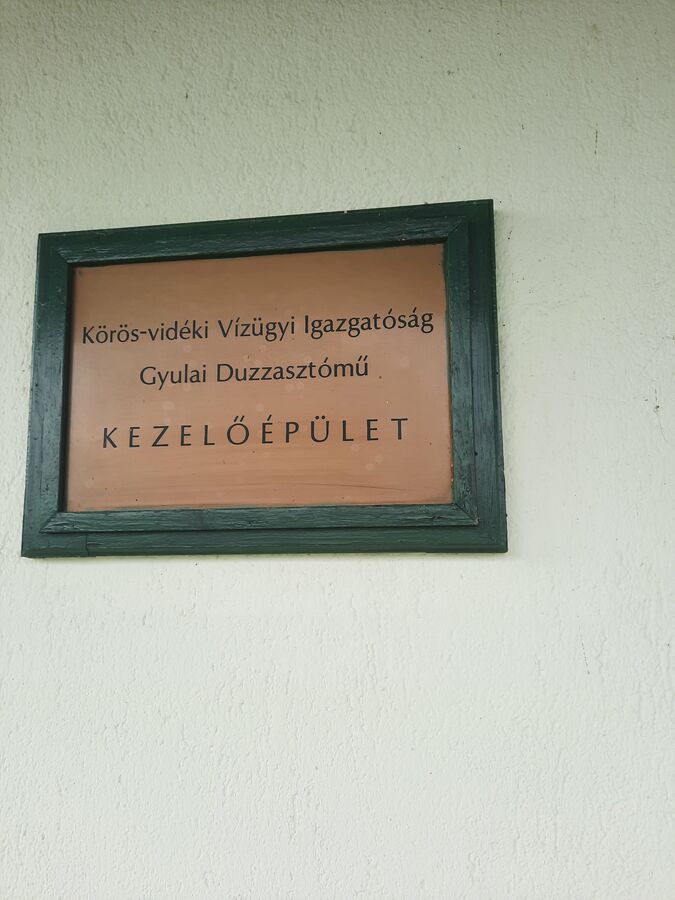 Körös-vidéki Vízügyi Igazgatóság
Gyulai Duzzasztómű
KEZELŐÉPÜLET